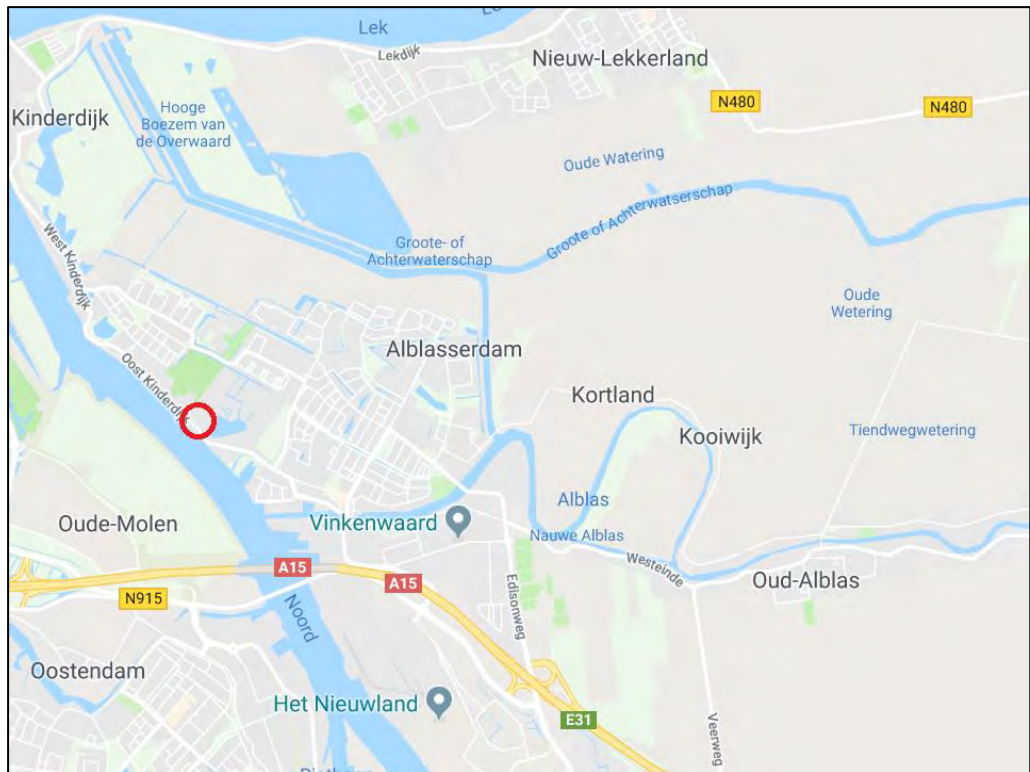 Lek
Lekdijk
Nieuw-Lekkerland
N480
N480
Kinderdijk
Hooge
Boezem van
de Overwaard
Oude Watering
Groote of Achterwatserschap
West Kinderdijk
Groote- of
Achterwaterschap
Oude
Wetering
Alblasserdam
Oost Kinderdijk
Kortland
Kooiwijk
Tiendwegwetering
Alblas
Oude-Molen
Vinkenwaard
Nauwe Alblas
Westeinde
Oud-Alblas
A15
A15
N915
Edisonweg
Noord
Oostendam
Het Nieuwland
E31
Veerweg